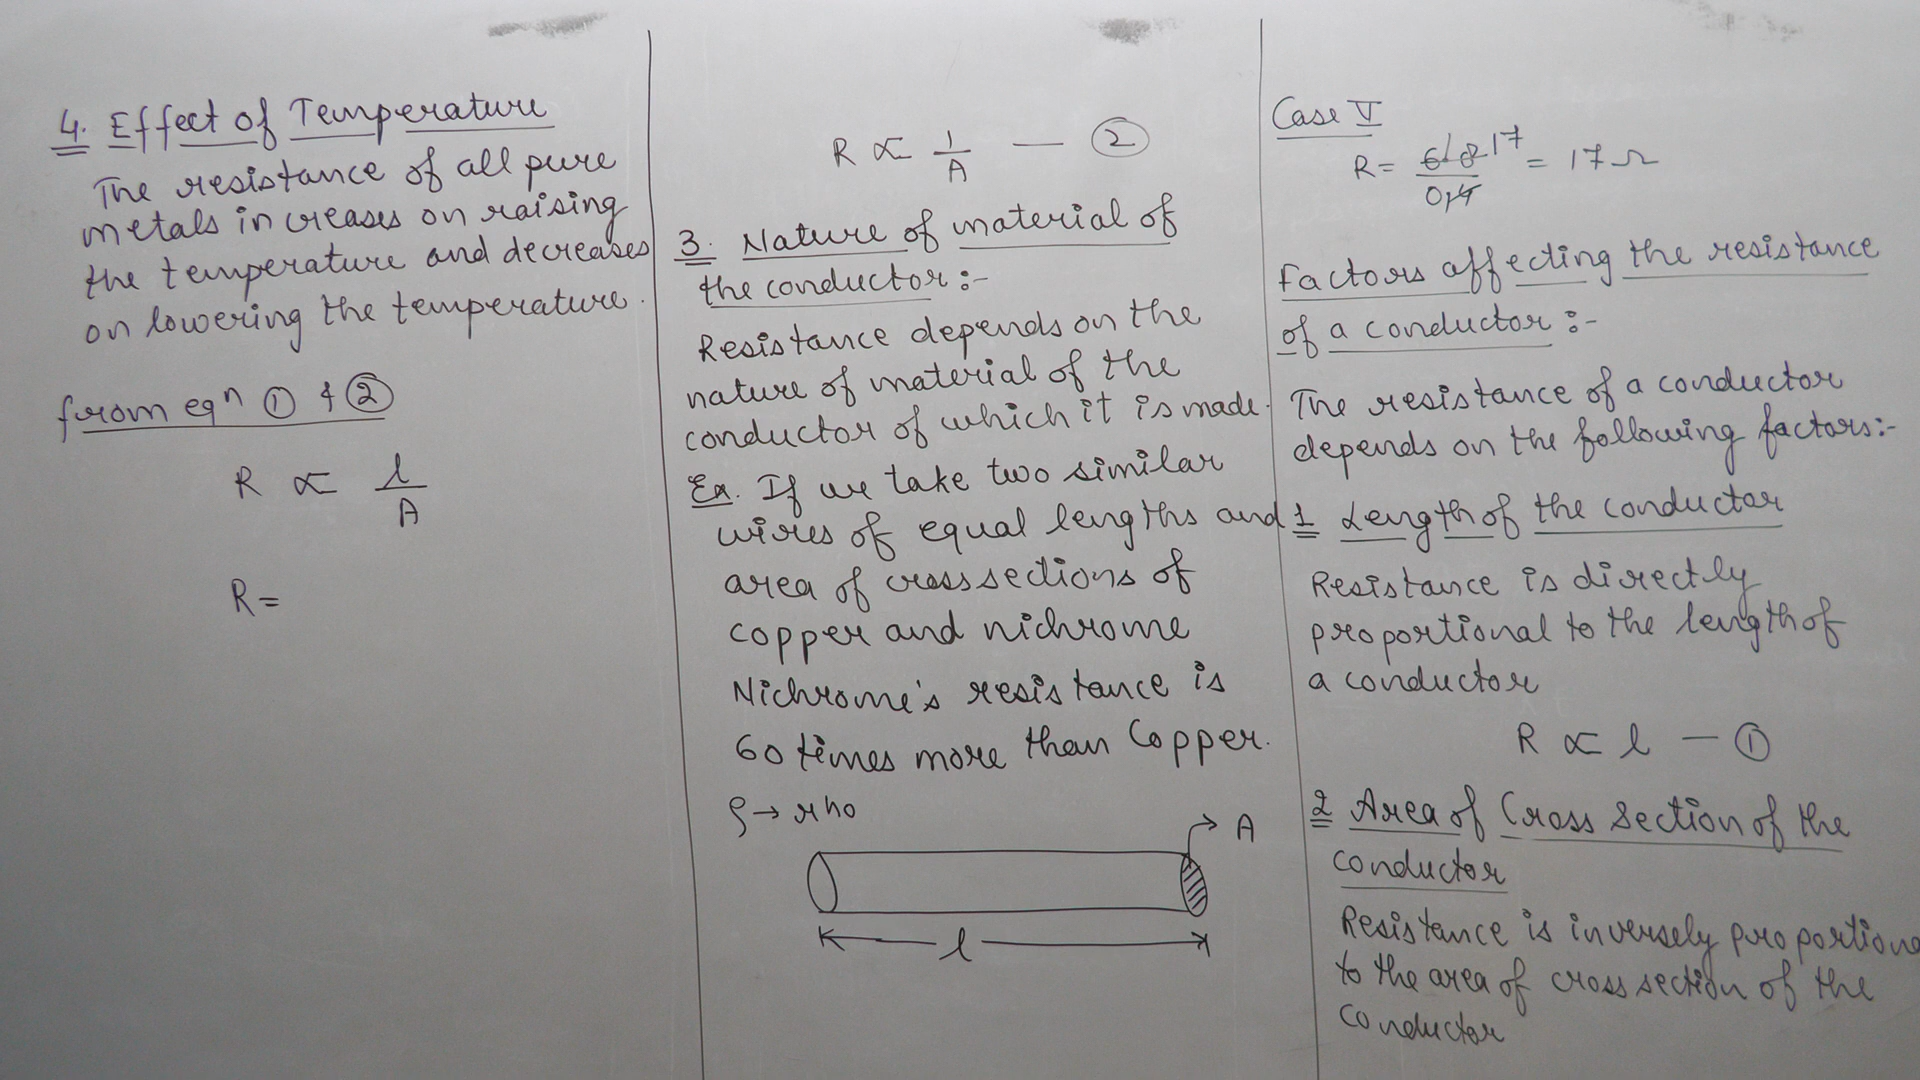 4. Effect of Temperature
The resistance of all pure
metals increases on raising
the temperature and decreases
on lowering the temperature.
from eqn ① & ②
R ∝ l/A
R =
R ∝ 1/A — ②
3. Nature of material of
the conductor :-
Resistance depends on the
nature of material of the
conductor of which it is made.
Ex. If we take two similar
wires of equal lengths and
area of cross sections of
copper and nichrome
Nichrome's resistance is
60 times more than Copper.
ρ → rho
A
l
Case V
R = 6.8 17 / 0.4 = 17 Ω
Factors affecting the resistance
of a conductor :-
The resistance of a conductor
depends on the following factors:-
1 Length of the conductor
Resistance is directly
proportional to the length of
a conductor
R ∝ l — ①
2 Area of Cross Section of the
conductor
Resistance is inversely proportiona
to the area of cross section of the
conductor